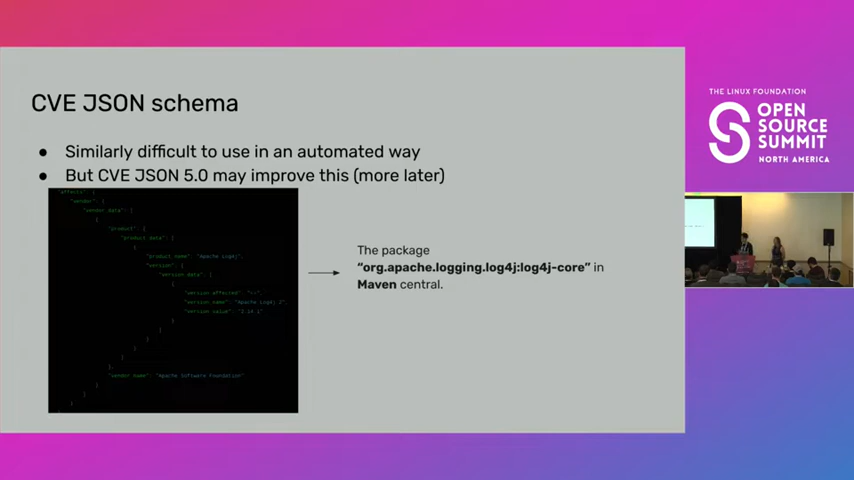 CVE JSON schema
● Similarly difficult to use in an automated way
● But CVE JSON 5.0 may improve this (more later)
"affects": {
"vendor": {
"vendor_data": [
{
"product": {
"product_data": [
{
"product_name": "Apache Log4j",
"version": {
"version_data": [
{
"version_affected":
"version_name": "Apache Log4j 2",
"version_value": "2.14.1"
}
]
}
}
]
},
"vendor_name": "Apache Software Foundation"
}
]
}
The package
“org.apache.logging.log4j:log4j-core” in
Maven central.
THE LINUX FOUNDATION
OPEN
SOURCE
SUMMIT
NORTH AMERICA